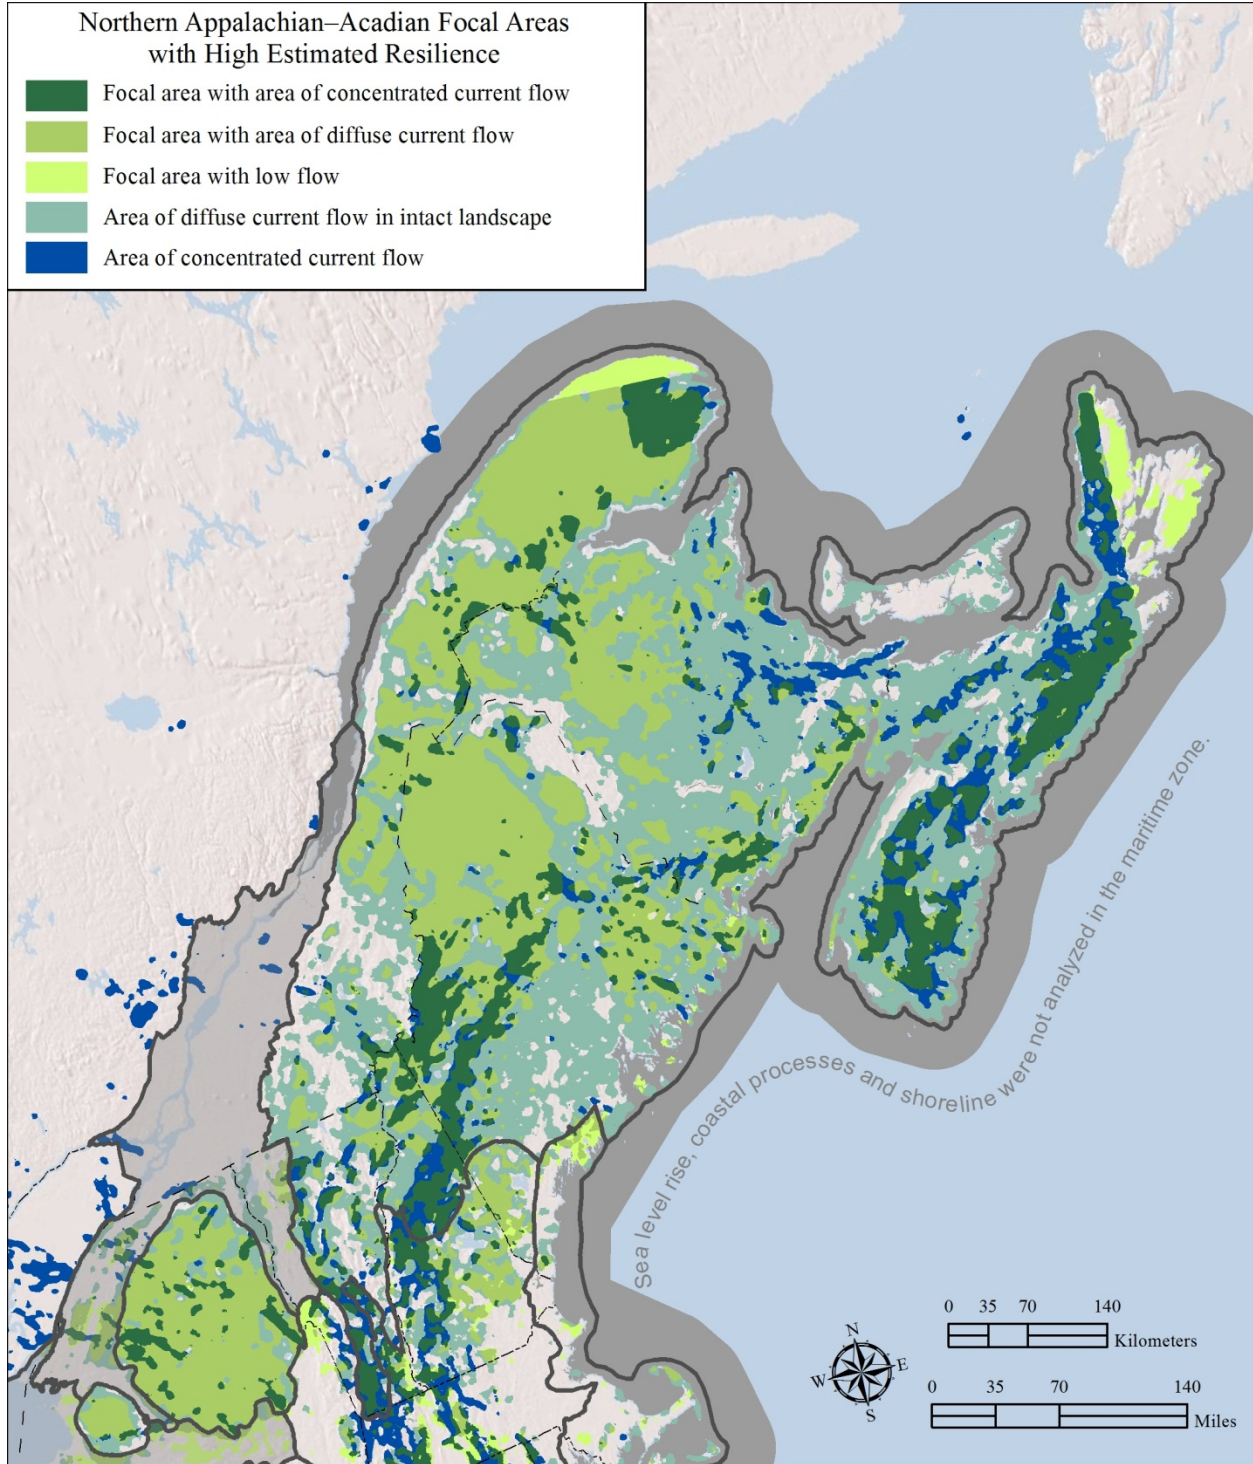 Northern Appalachian–Acadian Focal Areas
with High Estimated Resilience
Focal area with area of concentrated current flow
Focal area with area of diffuse current flow
Focal area with low flow
Area of diffuse current flow in intact landscape
Area of concentrated current flow
Sea level rise, coastal processes and shoreline were not analyzed in the maritime zone.
N
W E
S
0 35 70 140
Kilometers
0 35 70 140
Miles